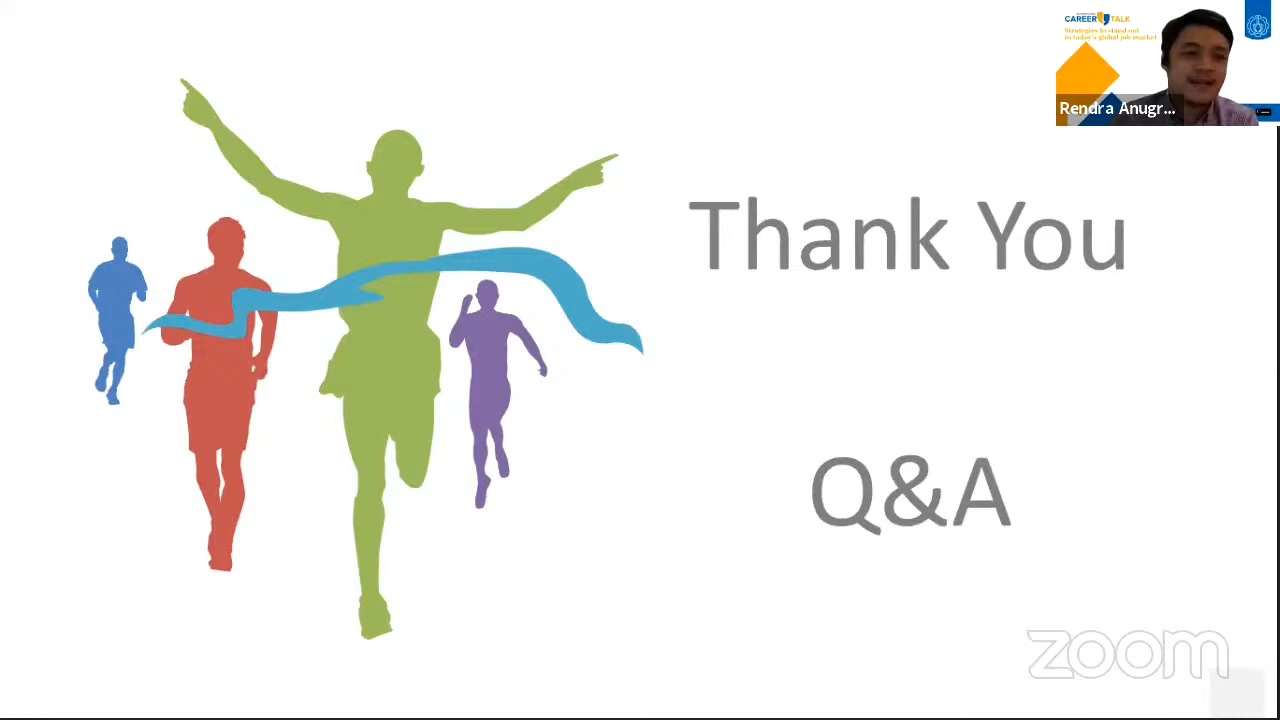 CAREER TALK
Strategies to stand out
in today's global job market
Rendra Anugr...
Thank You
Q&A
zoom